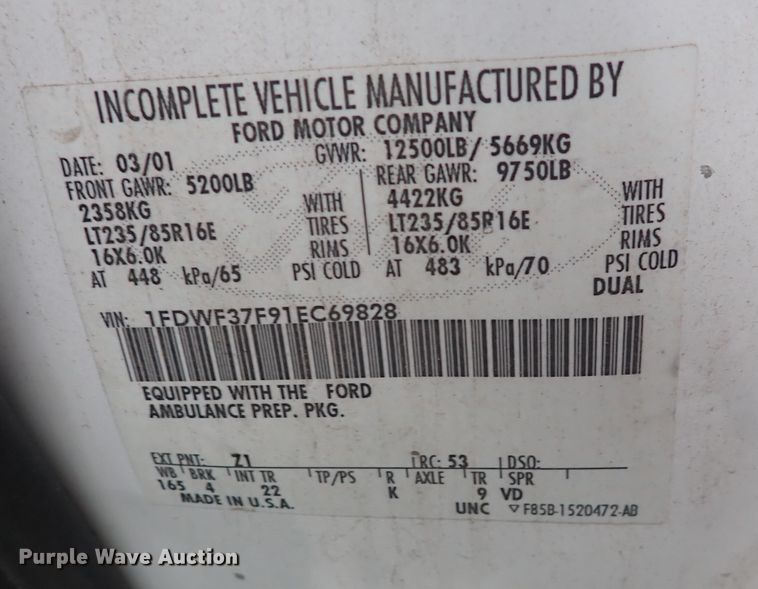 INCOMPLETE VEHICLE MANUFACTURED BY
FORD MOTOR COMPANY
DATE: 03/01 GVWR: 12500LB/ 5669KG
FRONT GAWR: 5200LB REAR GAWR: 9750LB
2358KG WITH 4422KG WITH
LT235/85R16E TIRES LT235/85R16E TIRES
16X6.0K RIMS 16X6.0K RIMS
AT 448 kPa/65 PSI COLD AT 483 kPa/70 PSI COLD
DUAL
VIN: 1FDWF37F91EC69828
EQUIPPED WITH THE FORD
AMBULANCE PREP. PKG.
EXT PNT: Z1 RC: 53 DSO:
WB BRK INT TR TP/PS R AXLE TR SPR
165 4 22 K 9 VD
MADE IN U.S.A. UNC F85B-1520472-AB
Purple Wave Auction